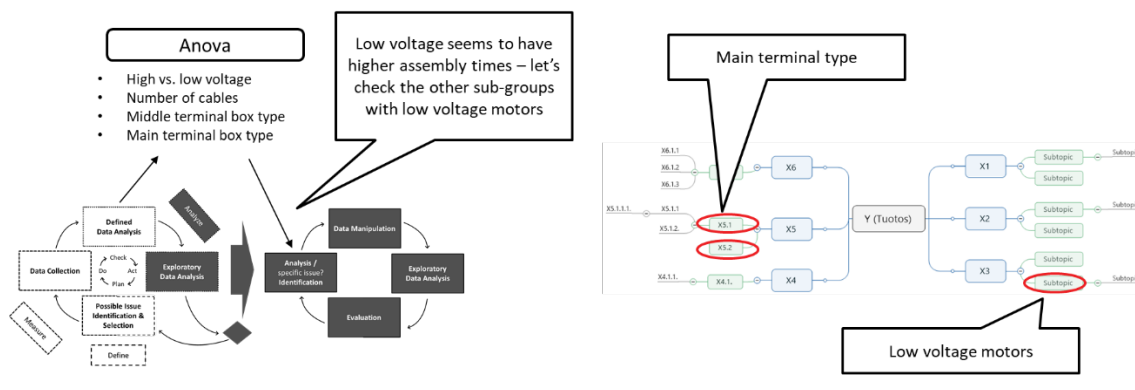 Anova
• High vs. low voltage
• Number of cables
• Middle terminal box type
• Main terminal box type
Low voltage seems to have
higher assembly times – let's
check the other sub-groups
with low voltage motors
Defined
Data Analysis
Analyze
Data Collection
Check
Do
Act
Plan
Exploratory
Data Analysis
Possible Issue
Identification &
Selection
Measure
Define
Data Manipulation
Analysis /
specific issue?
Identification
Exploratory
Data Analysis
Evaluation
Main terminal type
X6.1.1
X6.1.2
X6.1.3
X6
X5.1.1.1.
X5.1.1
X5.1.2.
X5.1
X5.2
X5
X4.1.1.
X4.1.
X4
Y (Tuotos)
X1
Subtopic
Subtopi
Subtopic
X2
Subtopic
Subtopi
Subtopic
X3
Subtopic
Subtopic
Subtopi
Low voltage motors